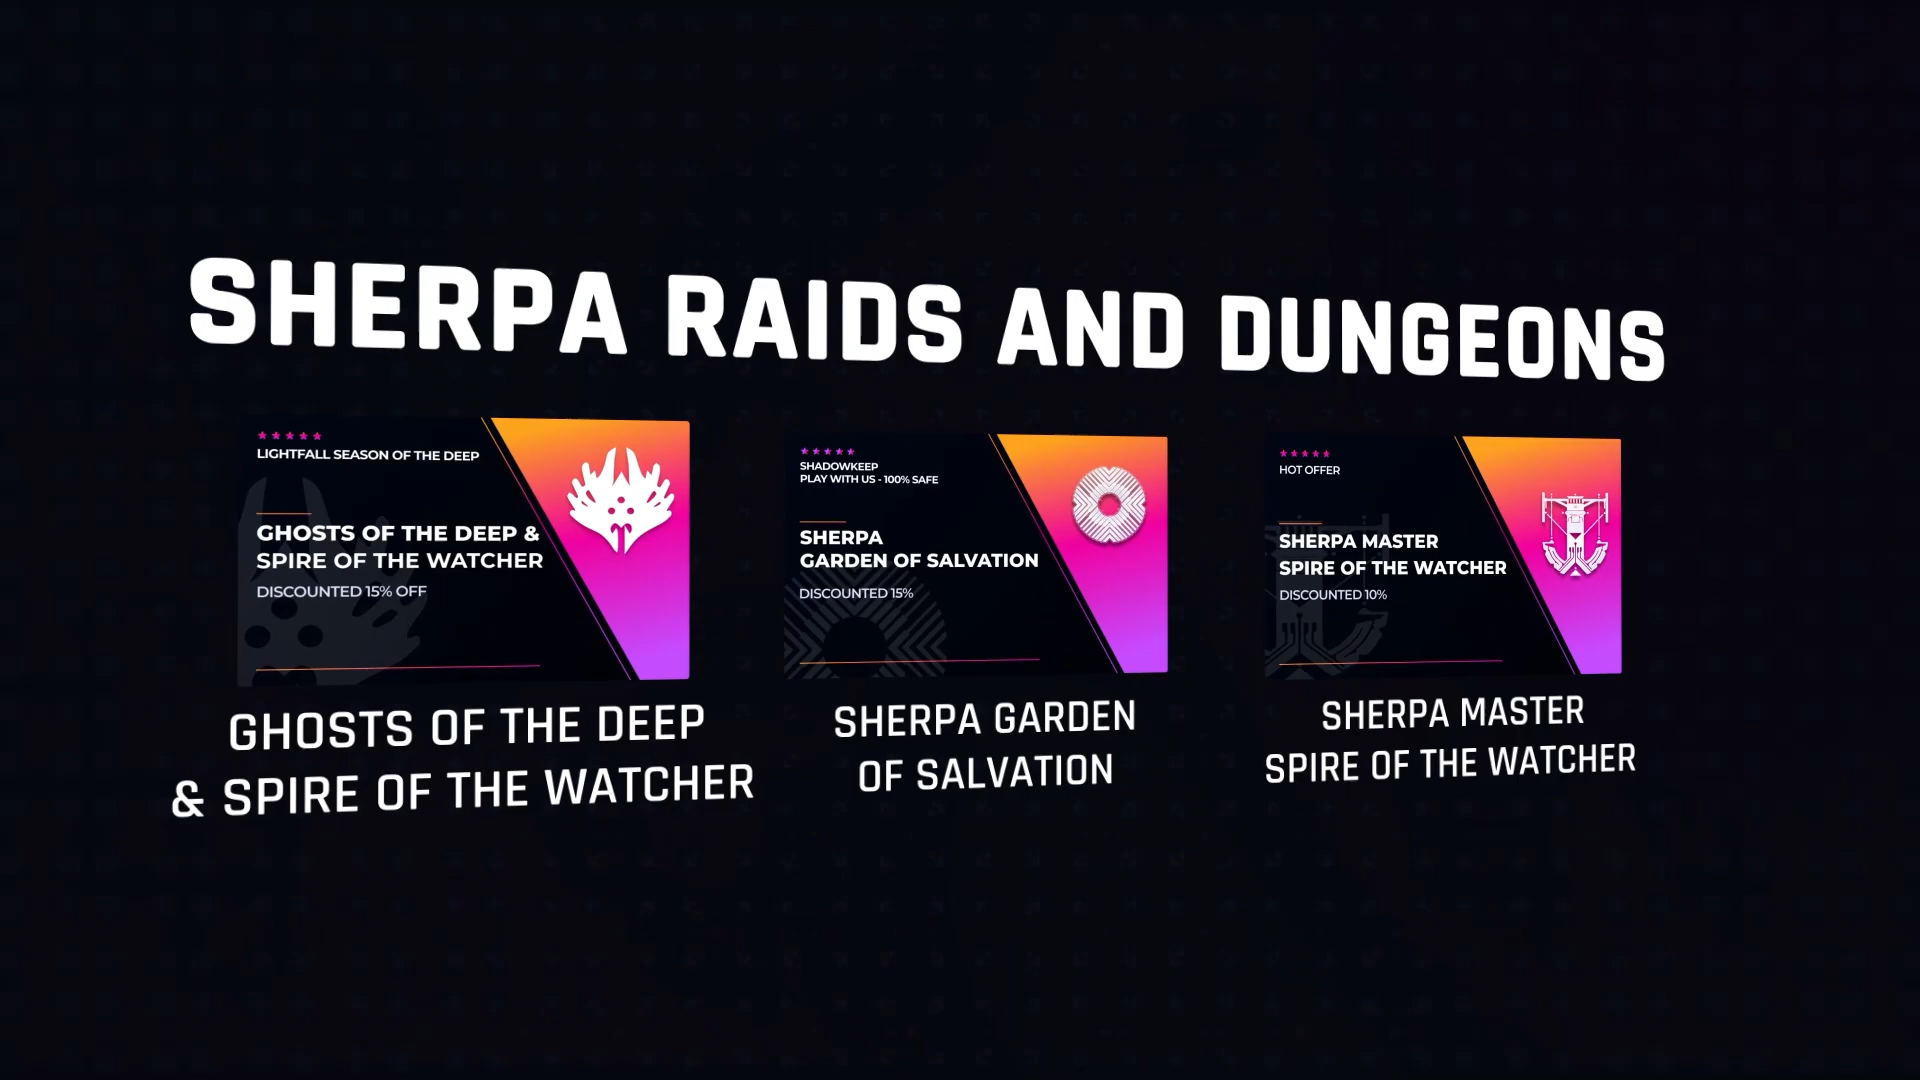 SHERPA RAIDS AND DUNGEONS
LIGHTFALL SEASON OF THE DEEP
GHOSTS OF THE DEEP &
SPIRE OF THE WATCHER
DISCOUNTED 15% OFF
GHOSTS OF THE DEEP
& SPIRE OF THE WATCHER
SHADOWKEEP
PLAY WITH US - 100% SAFE
SHERPA
GARDEN OF SALVATION
DISCOUNTED 15%
SHERPA GARDEN
OF SALVATION
HOT OFFER
SHERPA MASTER
SPIRE OF THE WATCHER
DISCOUNTED 10%
SHERPA MASTER
SPIRE OF THE WATCHER